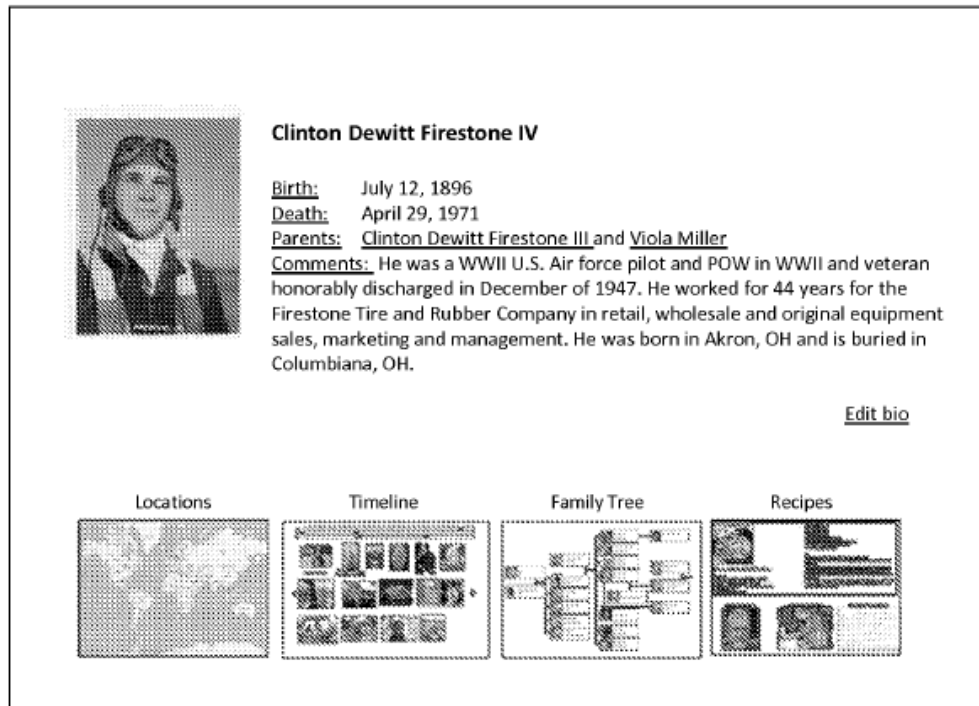 Clinton Dewitt Firestone IV
Birth: July 12, 1896
Death: April 29, 1971
Parents: Clinton Dewitt Firestone III and Viola Miller
Comments: He was a WWII U.S. Air force pilot and POW in WWII and veteran
honorably discharged in December of 1947. He worked for 44 years for the
Firestone Tire and Rubber Company in retail, wholesale and original equipment
sales, marketing and management. He was born in Akron, OH and is buried in
Columbiana, OH.
Edit bio
Locations Timeline Family Tree Recipes